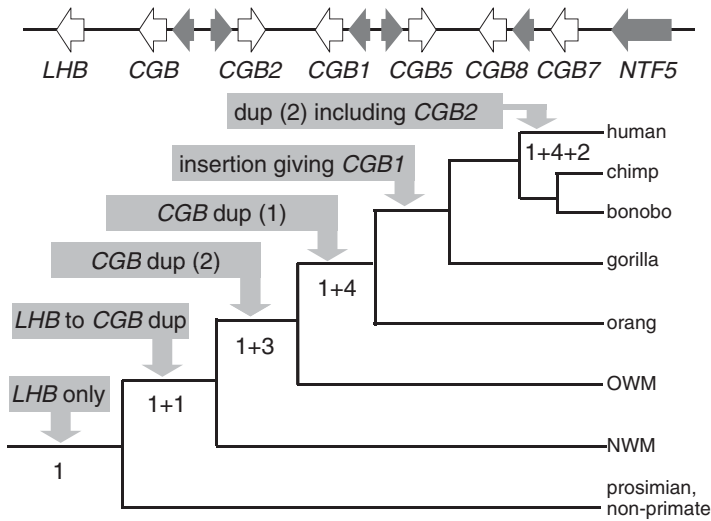 LHB CGB CGB2 CGB1 CGB5 CGB8 CGB7 NTF5
dup (2) including CGB2
human
1+4+2
insertion giving CGB1
chimp
CGB dup (1)
bonobo
CGB dup (2)
gorilla
1+4
LHB to CGB dup
orang
1+3
LHB only
OWM
1+1
NWM
1
prosimian,
non-primate